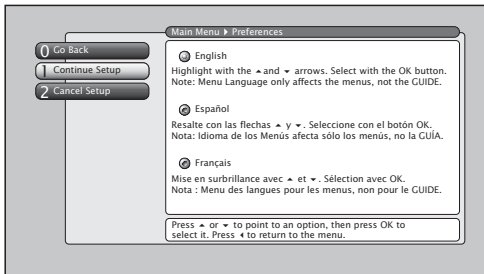 Main Menu ▶ Preferences
0 Go Back
1 Continue Setup
2 Cancel Setup
English
Highlight with the ▲ and ▼ arrows. Select with the OK button.
Note: Menu Language only affects the menus, not the GUIDE.
Español
Resalte con las flechas ▲ y ▼. Seleccione con el botón OK.
Nota: Idioma de los Menús afecta sólo los menús, no la GUÍA.
Français
Mise en surbrillance avec ▲ et ▼. Sélection avec OK.
Nota : Menu des langues pour les menus, non pour le GUIDE.
Press ▲ or ▼ to point to an option, then press OK to
select it. Press ◀ to return to the menu.